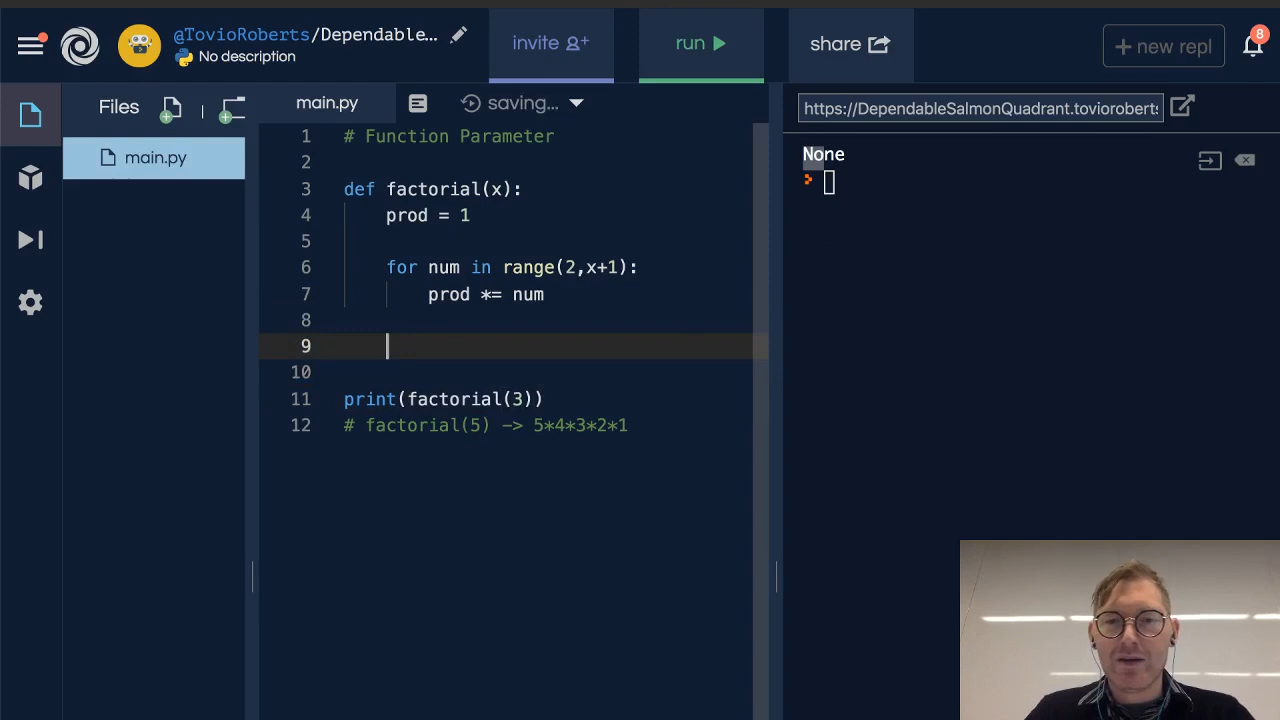 @TovioRoberts/Dependable...
No description
invite
run
share
+ new repl
8
Files
main.py
saving...
https://DependableSalmonQuadrant.tovioroberts
main.py
1 # Function Parameter
2
3 def factorial(x):
4 prod = 1
5
6 for num in range(2,x+1):
7 prod *= num
8
9
10
11 print(factorial(3))
12 # factorial(5) -> 5*4*3*2*1
None
>